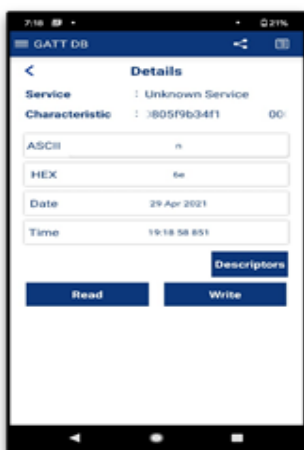 7:18
21%
GATT DB
Details
Service : Unknown Service
Characteristic : )805f9b34f1 00
ASCII n
HEX 6e
Date 29 Apr 2021
Time 19:18 58 851
Descriptors
Read Write